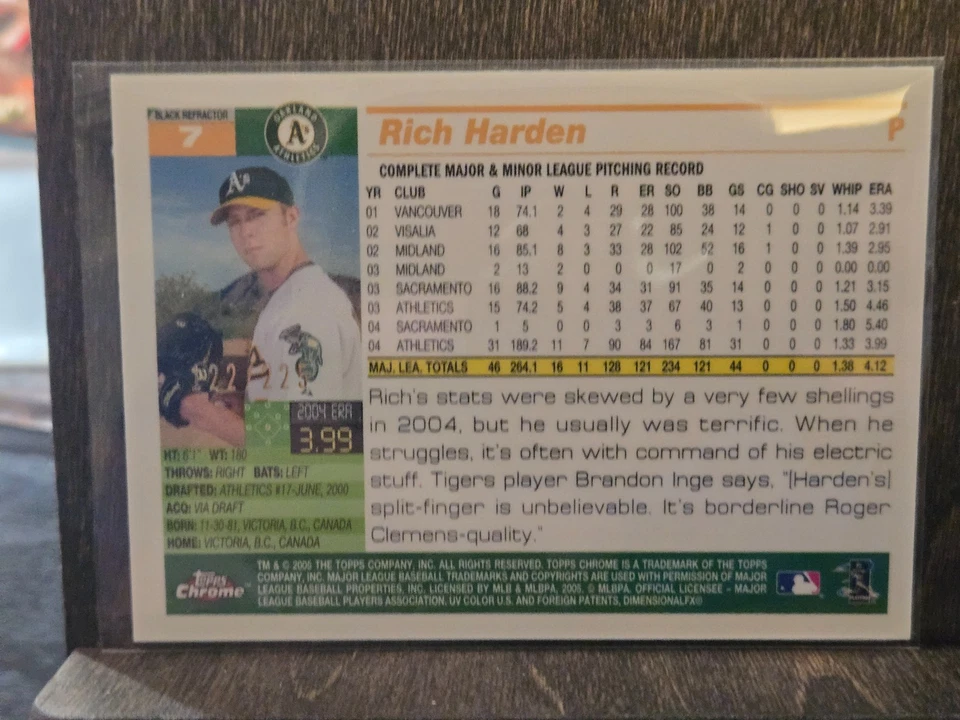 BLACK REFRACTOR
7
OAKLAND
A's
ATHLETICS
Rich Harden
P
COMPLETE MAJOR & MINOR LEAGUE PITCHING RECORD
YR CLUB G IP W L R ER SO BB GS CG SHO SV WHIP ERA
01 VANCOUVER 18 74.1 2 4 29 28 100 38 14 0 0 0 1.14 3.39
02 VISALIA 12 68 4 3 27 22 85 24 12 1 0 0 1.07 2.91
02 MIDLAND 16 85.1 8 3 33 28 102 52 16 1 0 0 1.39 2.95
03 MIDLAND 2 13 2 0 0 0 17 0 2 0 0 0 0.00 0.00
03 SACRAMENTO 16 88.2 9 4 34 31 91 35 14 0 0 0 1.21 3.15
03 ATHLETICS 15 74.2 5 4 38 37 67 40 13 0 0 0 1.50 4.46
04 SACRAMENTO 1 5 0 0 3 3 6 3 1 0 0 0 1.80 5.40
04 ATHLETICS 31 189.2 11 7 90 84 167 81 31 0 0 0 1.33 3.99
MAJ. LEA. TOTALS 46 264.1 16 11 128 121 234 121 44 0 0 0 1.38 4.12
A's
2004 ERA
3.99
HT: 6'1" WT: 180
THROWS: RIGHT BATS: LEFT
DRAFTED: ATHLETICS #17-JUNE, 2000
ACQ: VIA DRAFT
BORN: 11-30-81, VICTORIA, B.C., CANADA
HOME: VICTORIA, B.C., CANADA
Rich's stats were skewed by a very few shellings
in 2004, but he usually was terrific. When he
struggles, it's often with command of his electric
stuff. Tigers player Brandon Inge says, "[Harden's]
split-finger is unbelievable. It's borderline Roger
Clemens-quality."
Topps
Chrome
TM & © 2005 THE TOPPS COMPANY, INC. ALL RIGHTS RESERVED. TOPPS CHROME IS A TRADEMARK OF THE TOPPS
COMPANY, INC. MAJOR LEAGUE BASEBALL TRADEMARKS AND COPYRIGHTS ARE USED WITH PERMISSION OF MAJOR
LEAGUE BASEBALL PROPERTIES, INC. LICENSED BY MLB & MLBPA, 2005. © MLBPA. OFFICIAL LICENSEE - MAJOR
LEAGUE BASEBALL PLAYERS ASSOCIATION. UV COLOR U.S. AND FOREIGN PATENTS, DIMENSIONALFX®